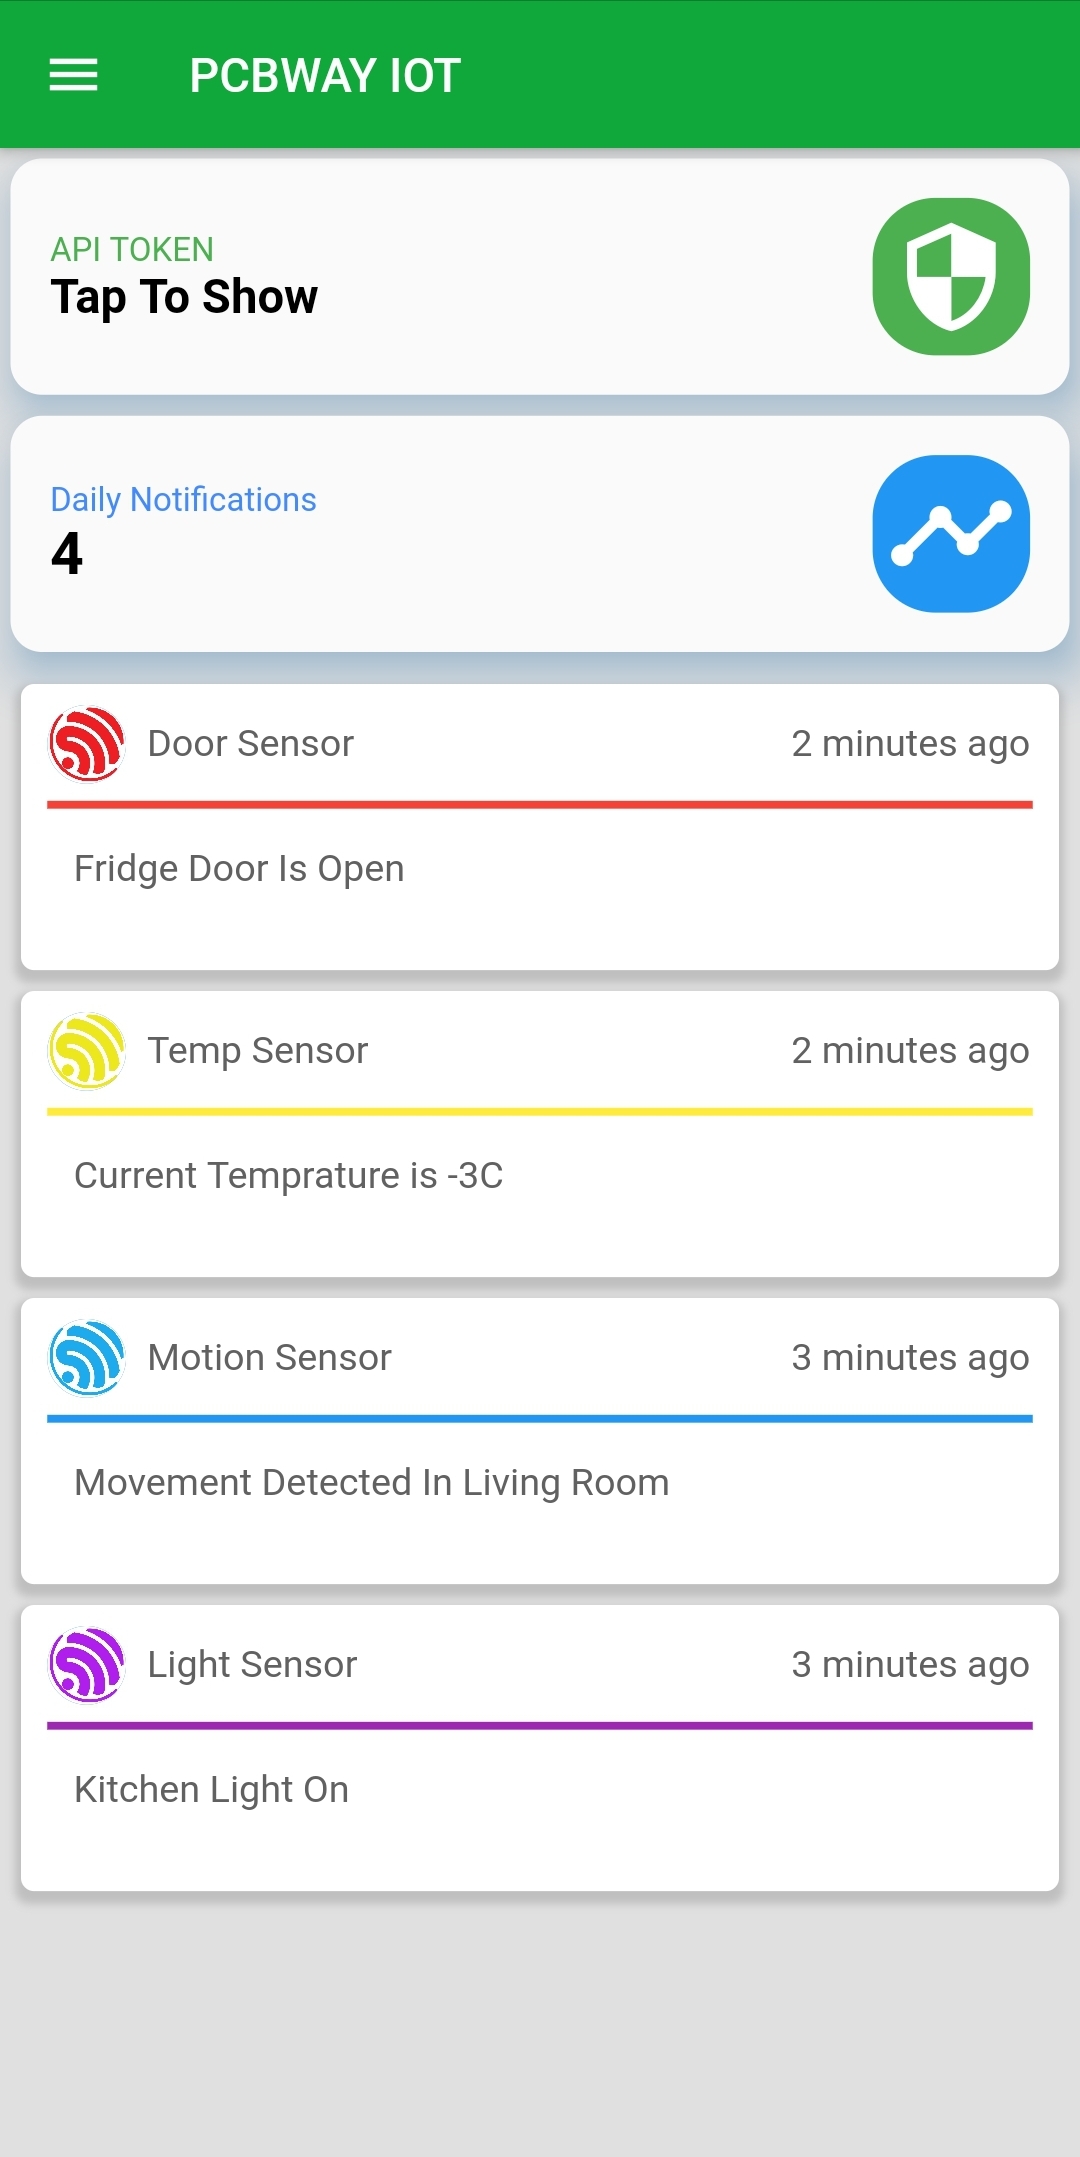 PCBWAY IOT
API TOKEN
Tap To Show
Daily Notifications
4
Door Sensor 2 minutes ago
Fridge Door Is Open
Temp Sensor 2 minutes ago
Current Temprature is -3C
Motion Sensor 3 minutes ago
Movement Detected In Living Room
Light Sensor 3 minutes ago
Kitchen Light On